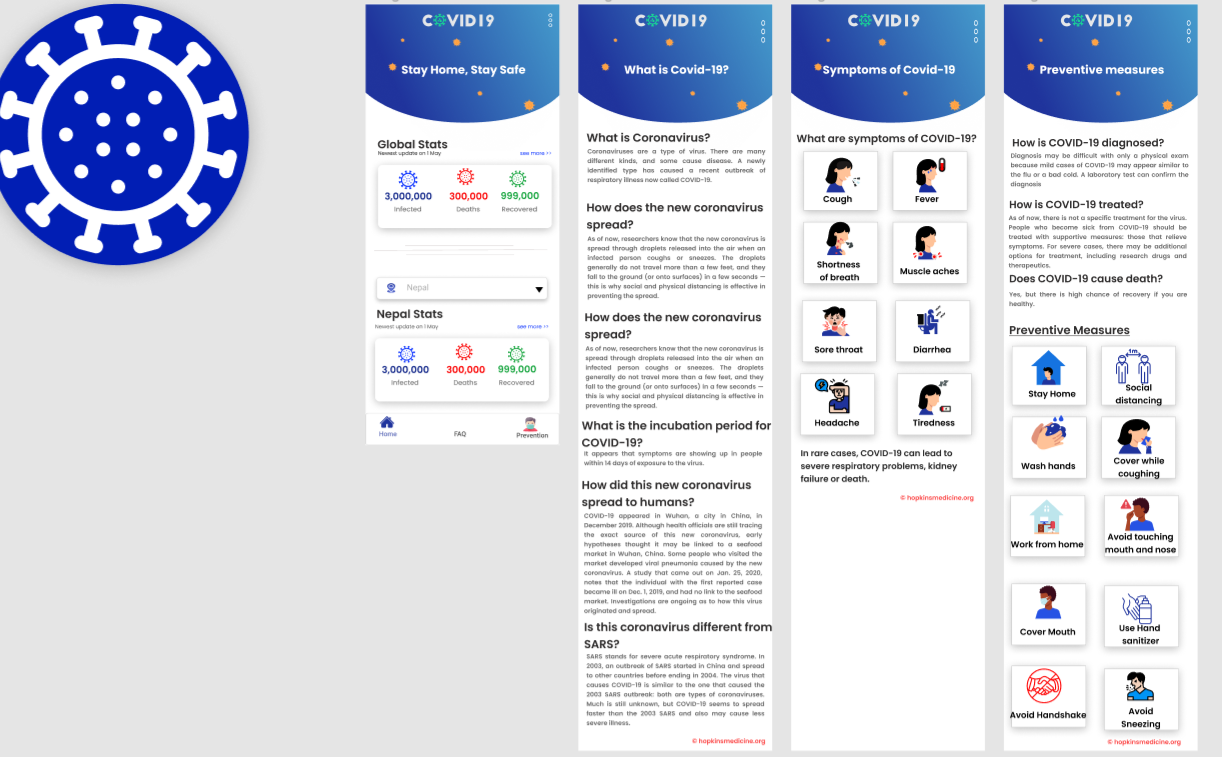 COVID19
Stay Home, Stay Safe
Global Stats
Newest update on 1 May
see more >>
3,000,000
300,000
999,000
Infected
Deaths
Recovered
Nepal
Nepal Stats
Newest update on 1 May
see more >>
3,000,000
300,000
999,000
Infected
Deaths
Recovered
Home
FAQ
Prevention
COVID19
What is Covid-19?
What is Coronavirus?
Coronaviruses are a type of virus. There are many
different kinds, and some cause disease. A newly
identified type has caused a recent outbreak of
respiratory illness now called COVID-19.
How does the new coronavirus
spread?
As of now, researchers know that the new coronavirus is
spread through droplets released into the air when an
infected person coughs or sneezes. The droplets
generally do not travel more than a few feet, and they
fall to the ground (or onto surfaces) in a few seconds —
this is why social and physical distancing is effective in
preventing the spread.
How does the new coronavirus
spread?
As of now, researchers know that the new coronavirus is
spread through droplets released into the air when an
infected person coughs or sneezes. The droplets
generally do not travel more than a few feet, and they
fall to the ground (or onto surfaces) in a few seconds —
this is why social and physical distancing is effective in
preventing the spread.
What is the incubation period for
COVID-19?
It appears that symptoms are showing up in people
within 14 days of exposure to the virus.
How did this new coronavirus
spread to humans?
COVID-19 appeared in Wuhan, a city in China, in
December 2019. Although health officials are still tracing
the exact source of this new coronavirus, early
hypotheses thought it may be linked to a seafood
market in Wuhan, China. Some people who visited the
market developed viral pneumonia caused by the new
coronavirus. A study that come out on Jan. 25, 2020,
notes that the individual with the first reported case
became ill on Dec. 1, 2019, and had no link to the seafood
market. Investigations are ongoing as to how this virus
originated and spread.
Is this coronavirus different from
SARS?
SARS stands for severe acute respiratory syndrome. In
2003, an outbreak of SARS started in China and spread
to other countries before ending in 2004. The virus that
causes COVID-19 is similar to the one that caused the
2003 SARS outbreak: both are types of coronaviruses.
Much is still unknown, but COVID-19 seems to spread
faster than the 2003 SARS and also may cause less
severe illness.
© hopkinsmedicine.org
COVID19
Symptoms of Covid-19
What are symptoms of COVID-19?
Cough
Fever
Shortness
of breath
Muscle aches
Sore throat
Diarrhea
Headache
Tiredness
In rare cases, COVID-19 can lead to
severe respiratory problems, kidney
failure or death.
© hopkinsmedicine.org
COVID19
Preventive measures
How is COVID-19 diagnosed?
Diagnosis may be difficult with only a physical exam
because mild cases of COVID-19 may appear similar to
the flu or a bad cold. A laboratory test can confirm the
diagnosis
How is COVID-19 treated?
As of now, there is not a specific treatment for the virus.
People who become sick from COVID-19 should be
treated with supportive measures: those that relieve
symptoms. For severe cases, there may be additional
options for treatment, including research drugs and
therapeutics.
Does COVID-19 cause death?
Yes, but there is high chance of recovery if you are
healthy.
Preventive Measures
Stay Home
1m
Social
distancing
Wash hands
Cover while
coughing
Work from home
Avoid touching
mouth and nose
Cover Mouth
Use Hand
sanitizer
Avoid Handshake
Avoid
Sneezing
© hopkinsmedicine.org